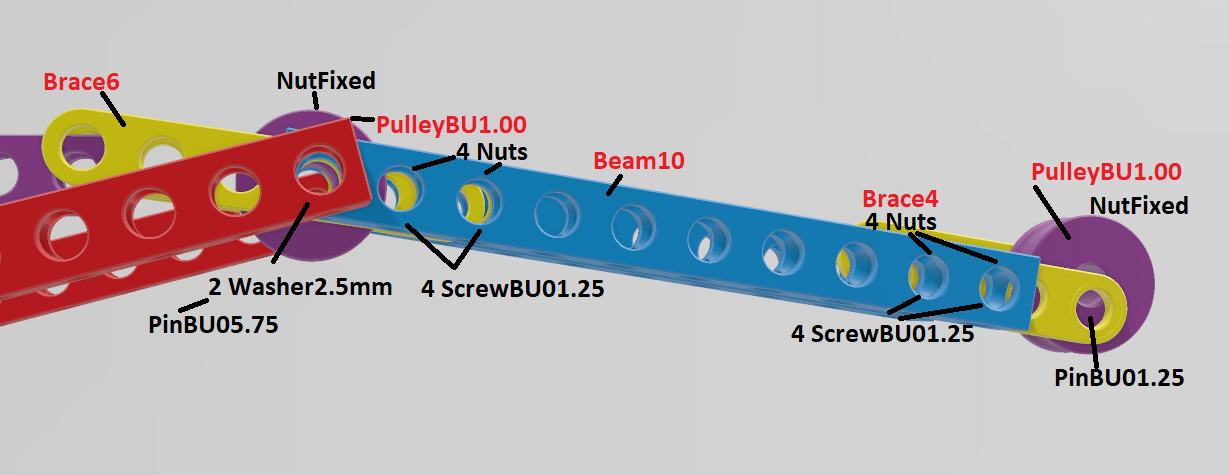 Brace6
NutFixed
PulleyBU1.00
4 Nuts
Beam10
PulleyBU1.00
Brace4
NutFixed
4 Nuts
2 Washer2.5mm
4 ScrewBU01.25
PinBU05.75
4 ScrewBU01.25
PinBU01.25